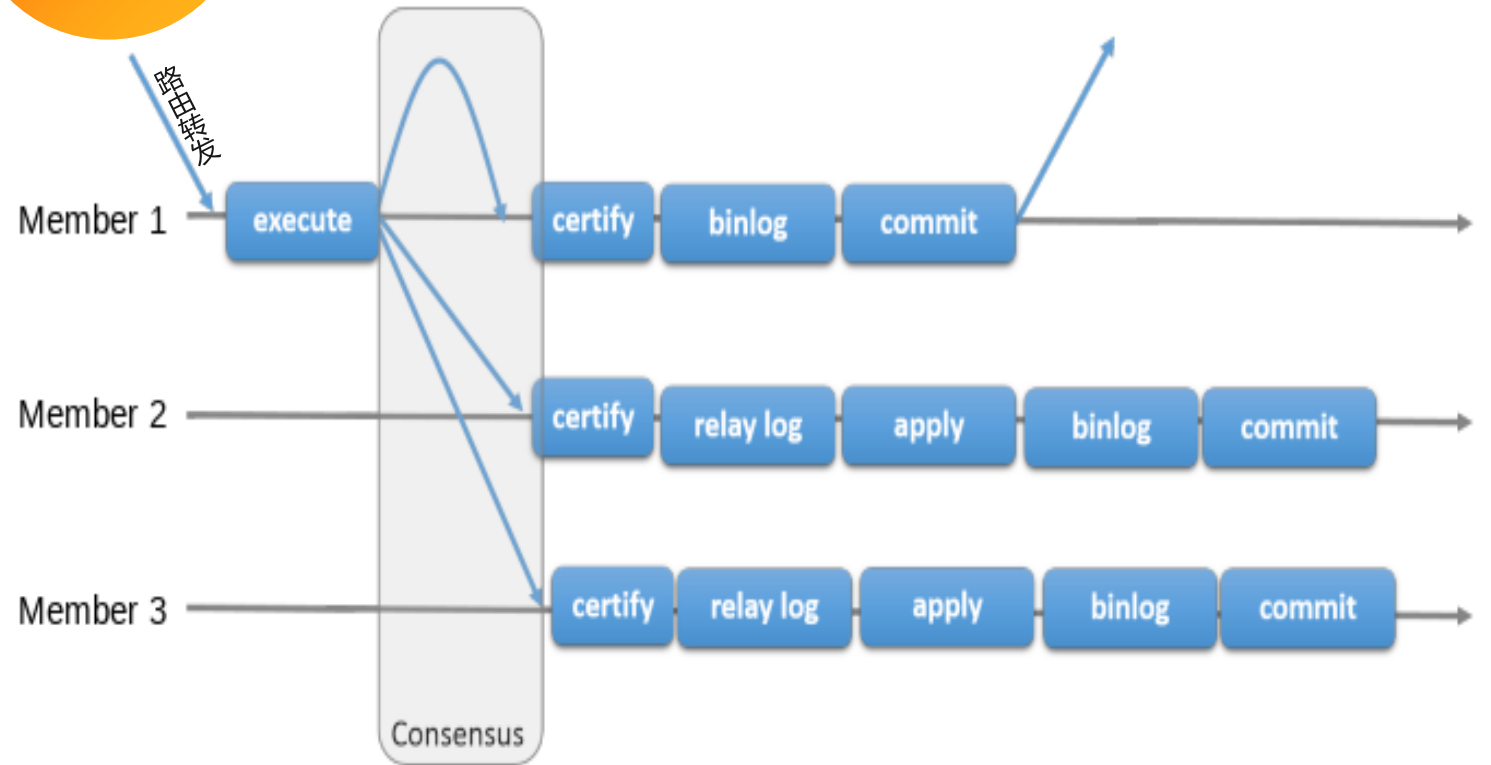 路由转发
Member 1
execute
certify
binlog
commit
Member 2
certify
relay log
apply
binlog
commit
Member 3
certify
relay log
apply
binlog
commit
Consensus